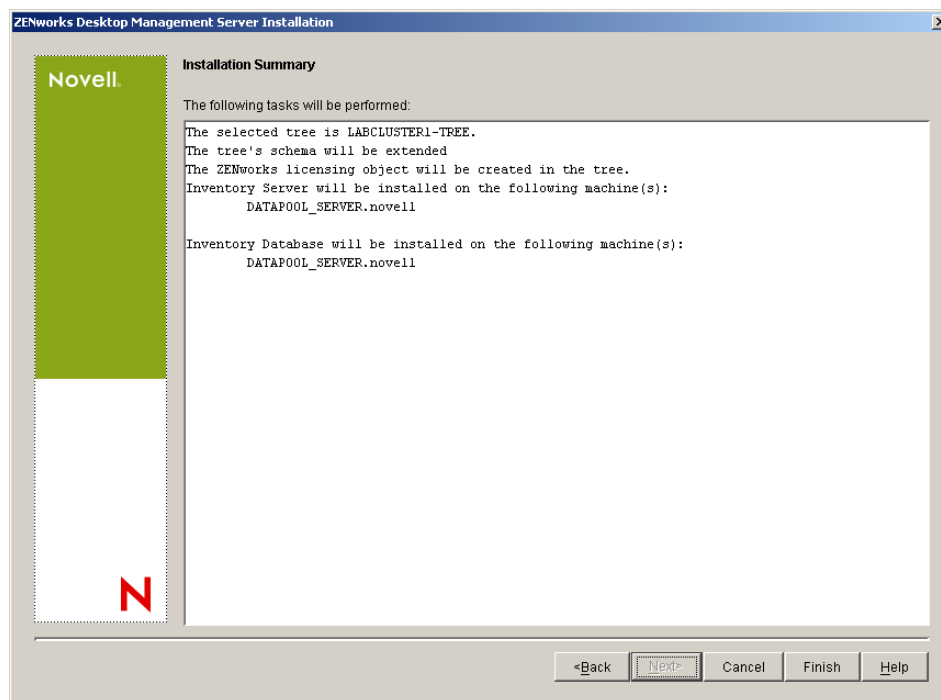 ZENworks Desktop Management Server Installation
Novell.
Installation Summary
The following tasks will be performed:
The selected tree is LABCLUSTER1-TREE.
The tree's schema will be extended
The ZENworks licensing object will be created in the tree.
Inventory Server will be installed on the following machine(s):
DATAPOOL_SERVER.novell
Inventory Database will be installed on the following machine(s):
DATAPOOL_SERVER.novell
N
<Back Next> Cancel Finish Help